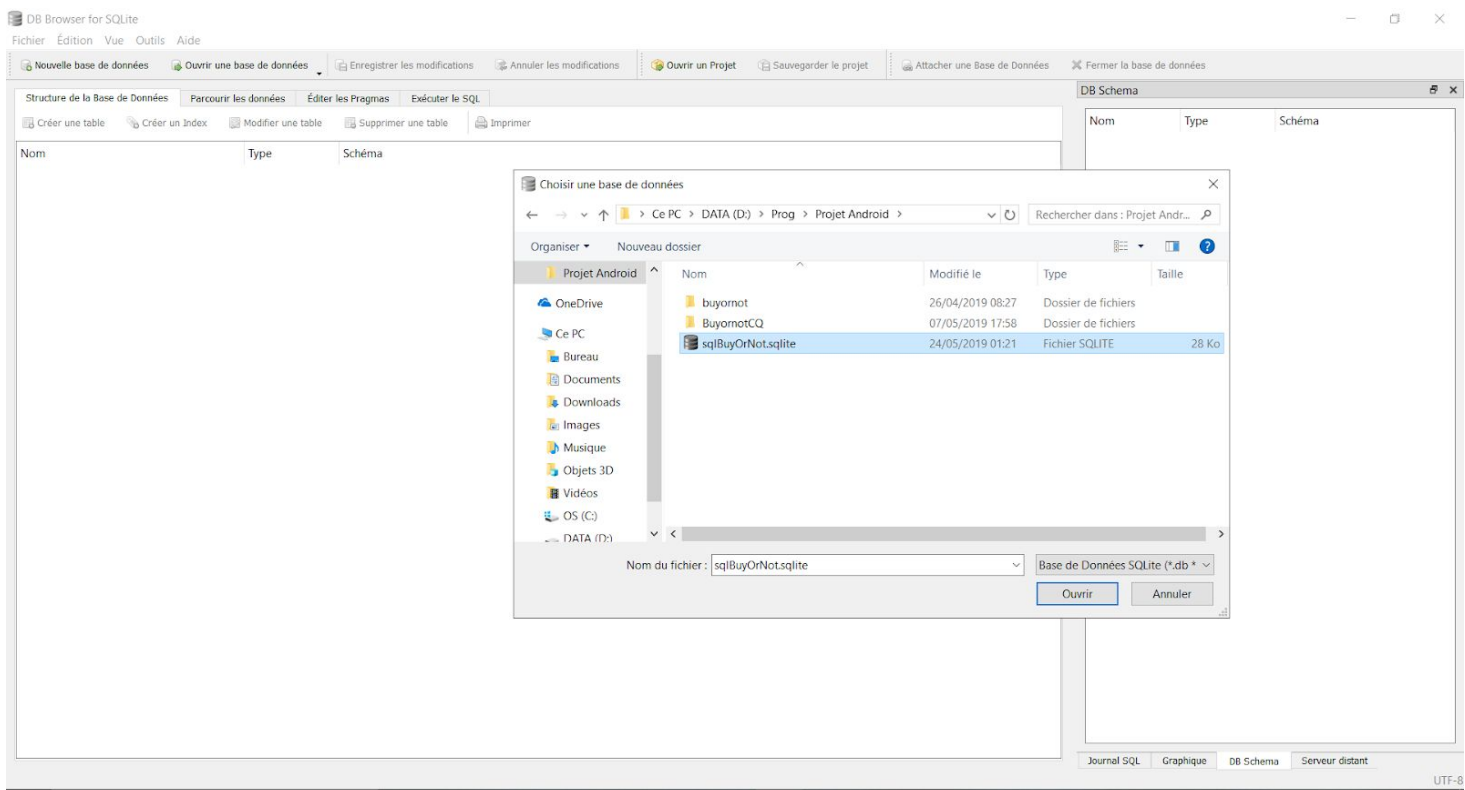 DB Browser for SQLite
Fichier Édition Vue Outils Aide
Nouvelle base de données Ouvrir une base de données Enregistrer les modifications Annuler les modifications Ouvrir un Projet Sauvegarder le projet Attacher une Base de Données Fermer la base de données
Structure de la Base de Données Parcourir les données Éditer les Pragmas Exécuter le SQL
Créer une table Créer un Index Modifier une table Supprimer une table Imprimer
Nom Type Schéma
DB Schema
Nom Type Schéma
Choisir une base de données
Ce PC > DATA (D:) > Prog > Projet Android >
Rechercher dans : Projet Andr...
Organiser Nouveau dossier
Projet Android
OneDrive
Ce PC
Bureau
Documents
Downloads
Images
Musique
Objets 3D
Vidéos
OS (C:)
DATA (D:)
Nom Modifié le Type Taille
buyornot 26/04/2019 08:27 Dossier de fichiers
BuyornotCQ 07/05/2019 17:58 Dossier de fichiers
sqlBuyOrNot.sqlite 24/05/2019 01:21 Fichier SQLITE 28 Ko
Nom du fichier : sqlBuyOrNot.sqlite Base de Données SQLite (*.db *
Ouvrir Annuler
Journal SQL Graphique DB Schema Serveur distant
UTF-8